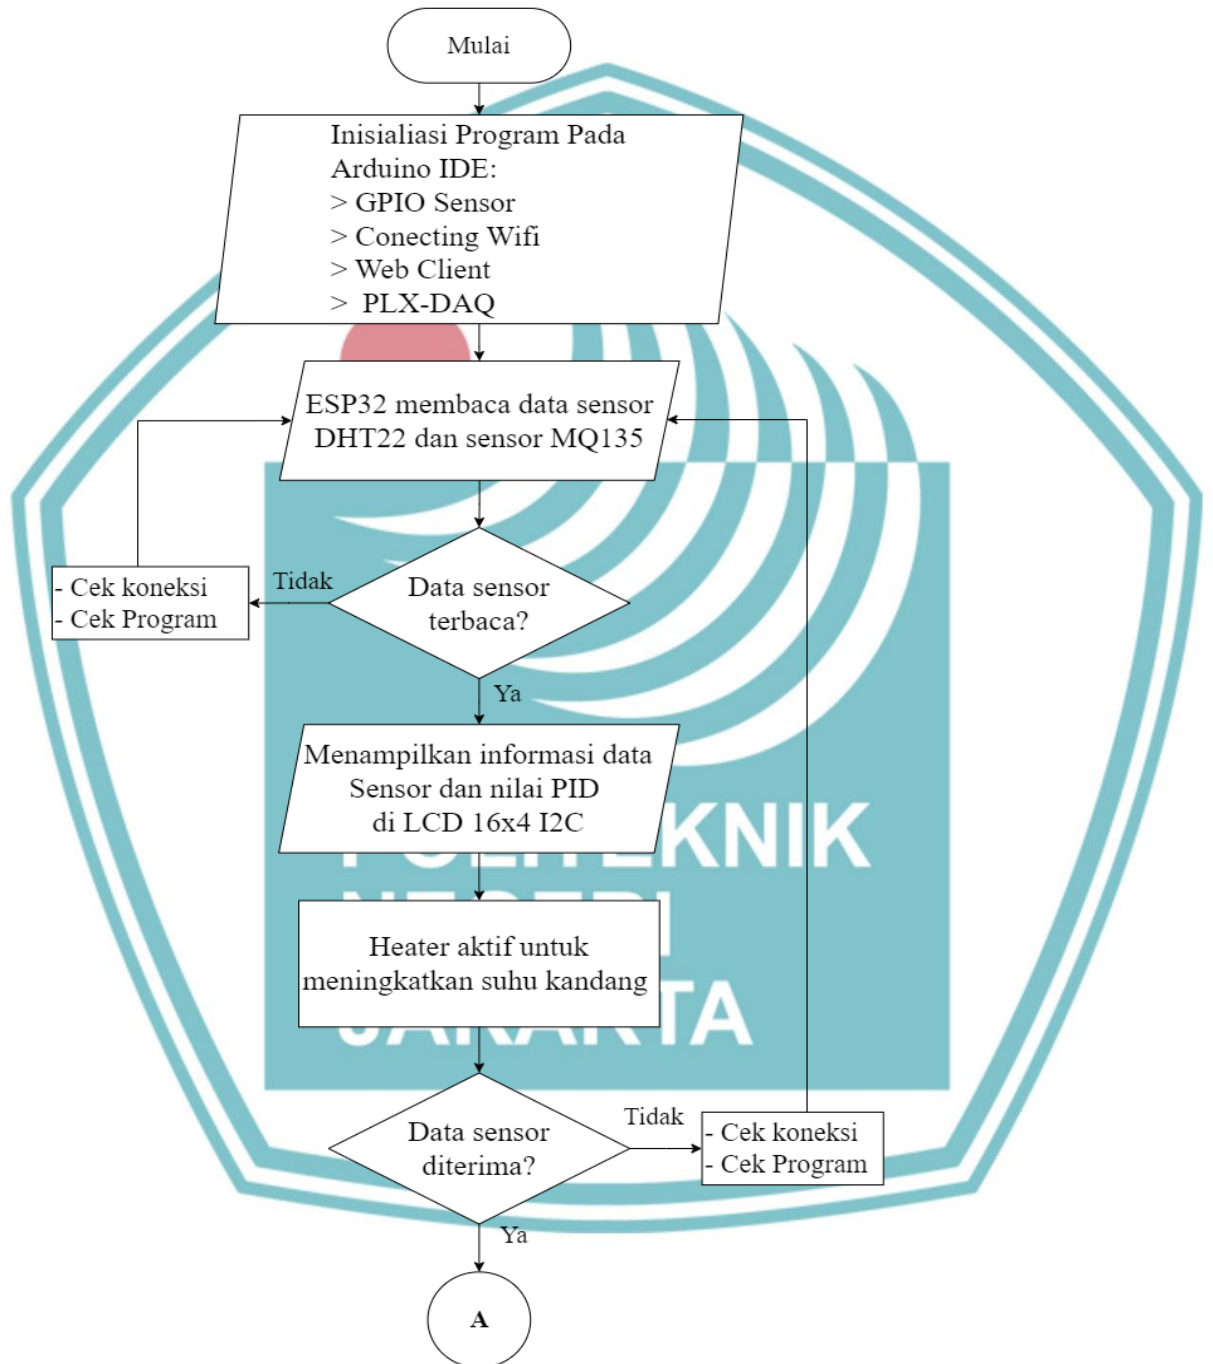 Mulai
Inisialiasi Program Pada
Arduino IDE:
> GPIO Sensor
> Conecting Wifi
> Web Client
> PLX-DAQ
ESP32 membaca data sensor
DHT22 dan sensor MQ135
Data sensor
terbaca?
Tidak
- Cek koneksi
- Cek Program
Ya
Menampilkan informasi data
Sensor dan nilai PID
di LCD 16x4 I2C
Heater aktif untuk
meningkatkan suhu kandang
Data sensor
diterima?
Tidak
- Cek koneksi
- Cek Program
Ya
A
POLITEKNIK
NEGERI
JAKARTA